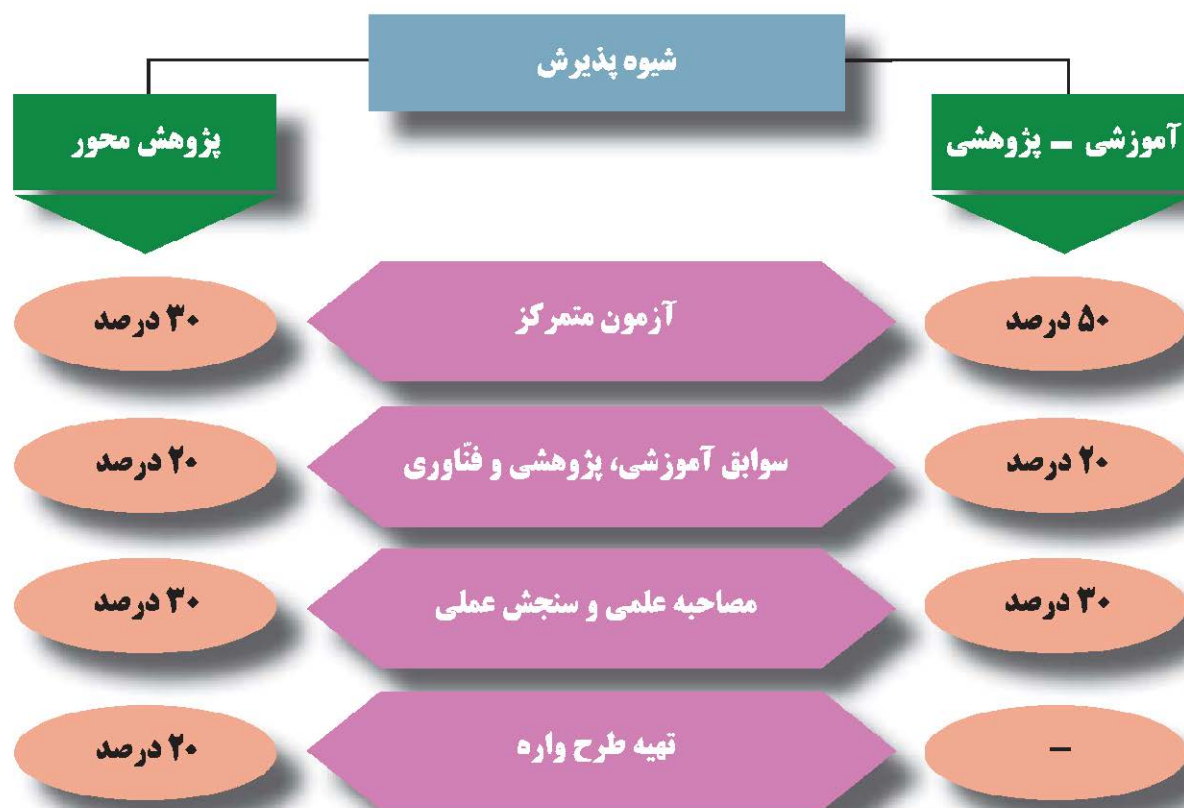 شیوه پذیرش
آموزشی - پژوهشی
پژوهش محور
۵۰ درصد
آزمون متمرکز
۳۰ درصد
۲۰ درصد
سوابق آموزشی، پژوهشی و فنّاوری
۲۰ درصد
۳۰ درصد
مصاحبه علمی و سنجش عملی
۳۰ درصد
-
تهیه طرح واره
۲۰ درصد